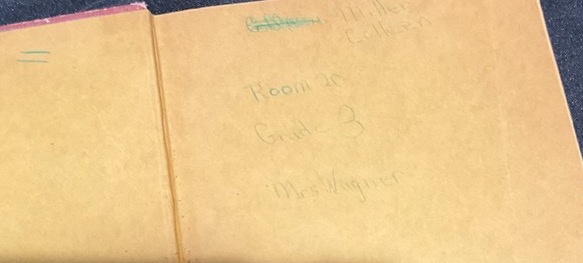 Miller
Colleen
Room 20
Grade 3
Mrs Wagner